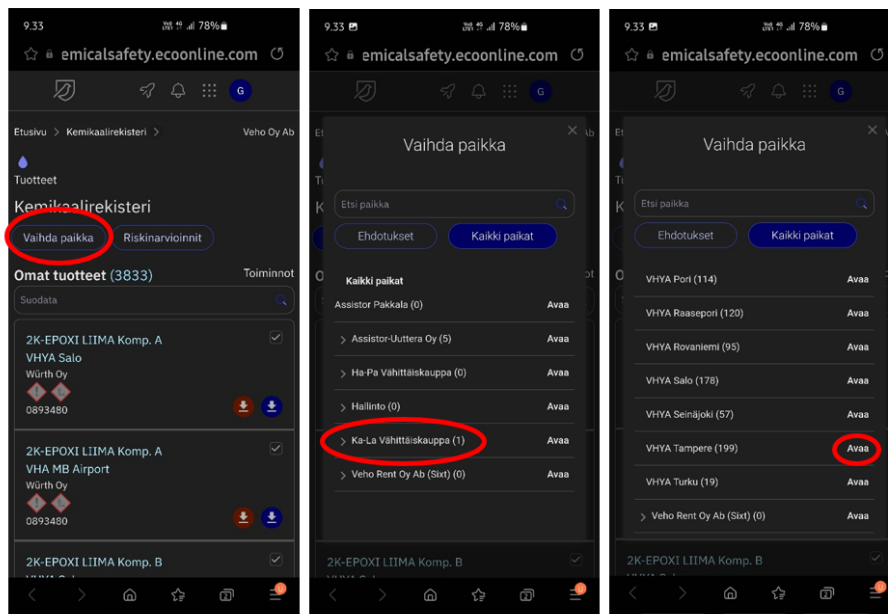 9.33
78%
emicalsafety.ecoonline.com
G
Etusivu > Kemikaalirekisteri >
Veho Oy Ab
Tuotteet
Kemikaalirekisteri
Vaihda paikka
Riskinarvioinnit
Omat tuotteet (3833)
Toiminnot
Suodata
2K-EPOXI LIIMA Komp. A
VHYA Salo
Würth Oy
0893480
2K-EPOXI LIIMA Komp. A
VHA MB Airport
Würth Oy
0893480
2K-EPOXI LIIMA Komp. B
2
9.33
78%
emicalsafety.ecoonline.com
G
Vaihda paikka
Etsi paikka
Ehdotukset
Kaikki paikat
Kaikki paikat
Assistor Pakkala (0) Avaa
> Assistor-Uuttera Oy (5) Avaa
> Ha-Pa Vähittäiskauppa (0) Avaa
> Hallinto (0) Avaa
> Ka-La Vähittäiskauppa (1) Avaa
> Veho Rent Oy Ab (Sixt) (0) Avaa
2K-EPOXI LIIMA Komp. B
2
9.33
78%
emicalsafety.ecoonline.com
G
Vaihda paikka
Etsi paikka
Ehdotukset
Kaikki paikat
VHYA Pori (114) Avaa
VHYA Raasepori (120) Avaa
VHYA Rovaniemi (95) Avaa
VHYA Salo (178) Avaa
VHYA Seinäjoki (57) Avaa
VHYA Tampere (199) Avaa
VHYA Turku (19) Avaa
> Veho Rent Oy Ab (Sixt) (0) Avaa
2K-EPOXI LIIMA Komp. B
2